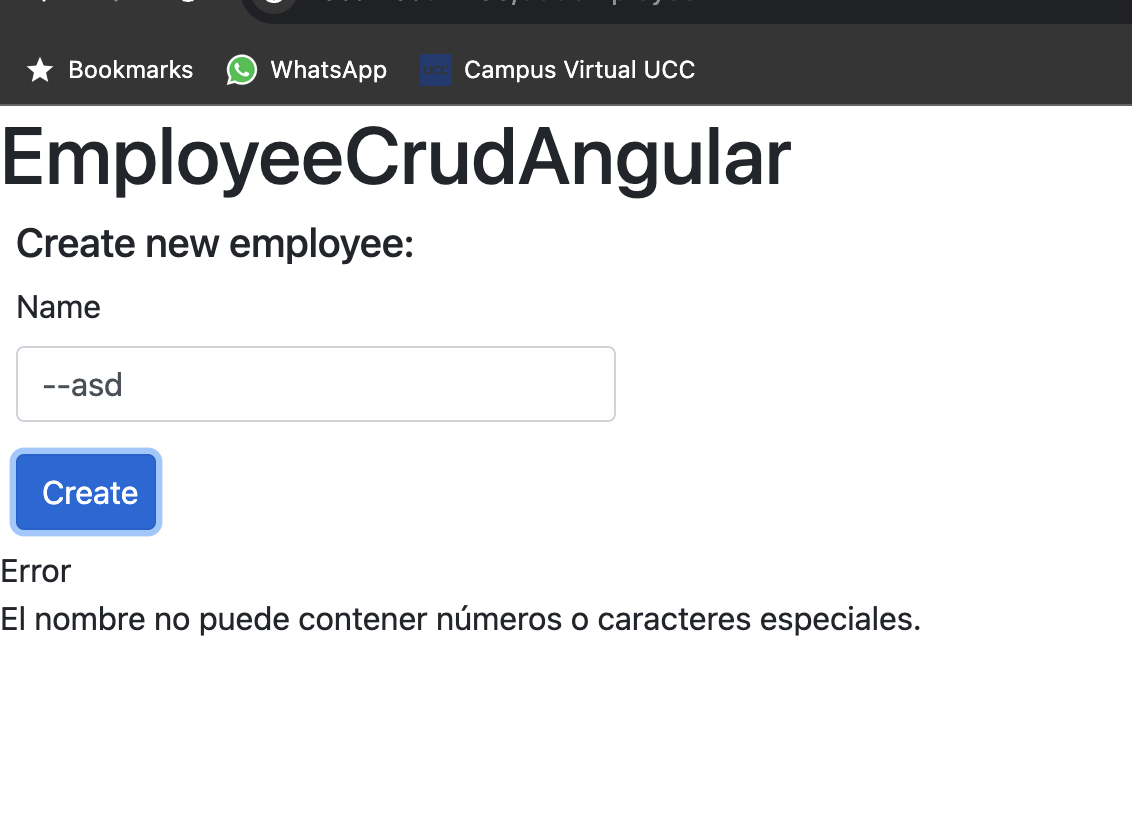 Bookmarks WhatsApp UCC Campus Virtual UCC
EmployeeCrudAngular
Create new employee:
Name
--asd
Create
Error
El nombre no puede contener números o caracteres especiales.